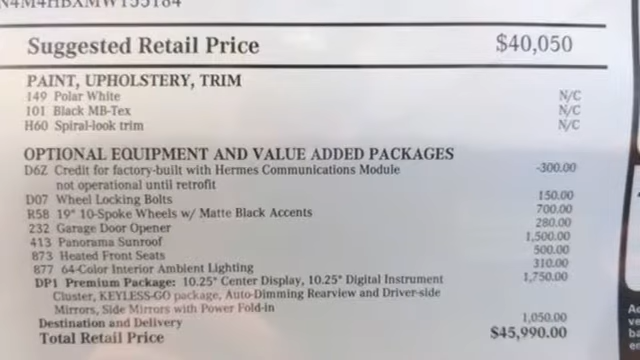 Suggested Retail Price $40,050
PAINT, UPHOLSTERY, TRIM
149 Polar White N/C
101 Black MB-Tex N/C
H60 Spiral-look trim N/C
OPTIONAL EQUIPMENT AND VALUE ADDED PACKAGES
D6Z Credit for factory-built with Hermes Communications Module -300.00
not operational until retrofit
D07 Wheel Locking Bolts 150.00
R58 19" 10-Spoke Wheels w/ Matte Black Accents 700.00
232 Garage Door Opener 280.00
413 Panorama Sunroof 1,500.00
873 Heated Front Seats 500.00
877 64-Color Interior Ambient Lighting 310.00
DP1 Premium Package: 10.25" Center Display, 10.25" Digital Instrument 1,750.00
Cluster, KEYLESS-GO package, Auto-Dimming Rearview and Driver-side
Mirrors, Side Mirrors with Power Fold-in
Destination and Delivery 1,050.00
Total Retail Price $45,990.00